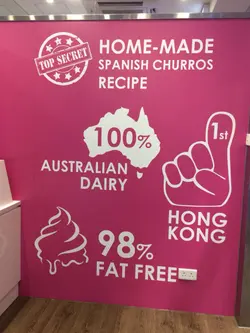 TOP SECRET
HOME-MADE
SPANISH CHURROS
RECIPE
100%
AUSTRALIAN
DAIRY
1st
HONG
KONG
98%
FAT FREE